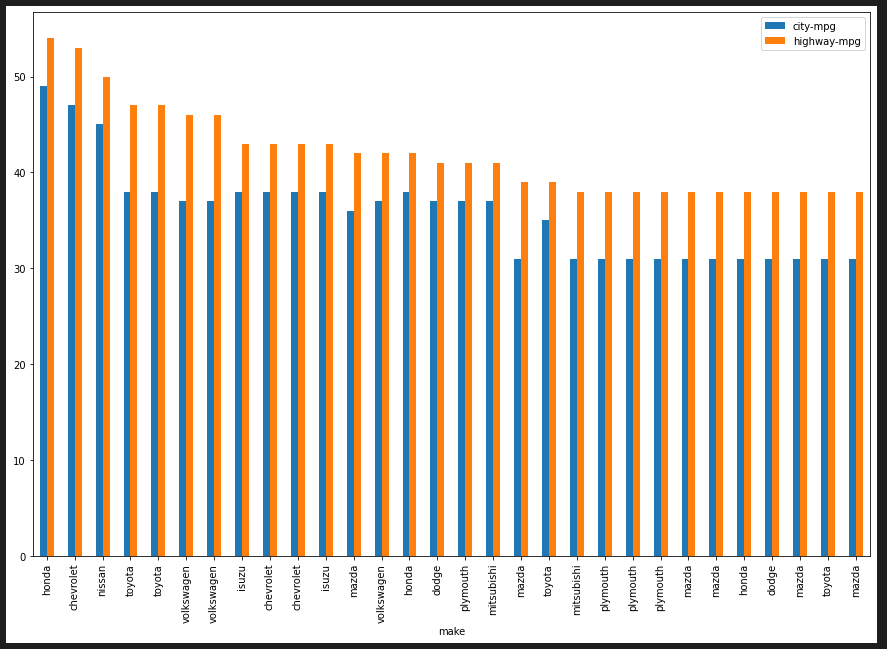 city-mpg
highway-mpg
50
40
30
20
10
0
honda
chevrolet
nissan
toyota
toyota
volkswagen
volkswagen
isuzu
chevrolet
chevrolet
isuzu
mazda
volkswagen
honda
dodge
plymouth
mitsubishi
mazda
toyota
mitsubishi
plymouth
plymouth
plymouth
mazda
mazda
honda
dodge
mazda
toyota
mazda
make